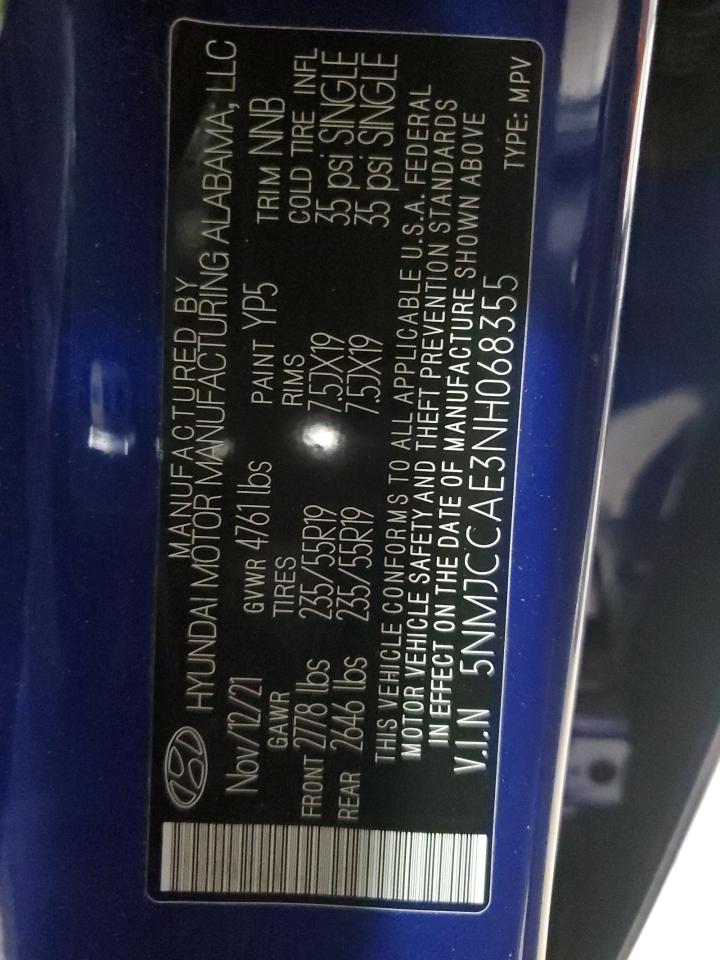 MANUFACTURED BY
HYUNDAI MOTOR MANUFACTURING ALABAMA, LLC
Nov/12/21 GVWR 4761 lbs PAINT YP5 TRIM NNB
GAWR TIRES RIMS COLD TIRE INFL
FRONT 2778 lbs 235/55R19 7.5JX19 35 psi SINGLE
REAR 2646 lbs 235/55R19 7.5JX19 35 psi SINGLE
THIS VEHICLE CONFORMS TO ALL APPLICABLE U.S.A. FEDERAL
MOTOR VEHICLE SAFETY AND THEFT PREVENTION STANDARDS
IN EFFECT ON THE DATE OF MANUFACTURE SHOWN ABOVE
V.I.N 5NMJCCAE3NH068355 TYPE: MPV